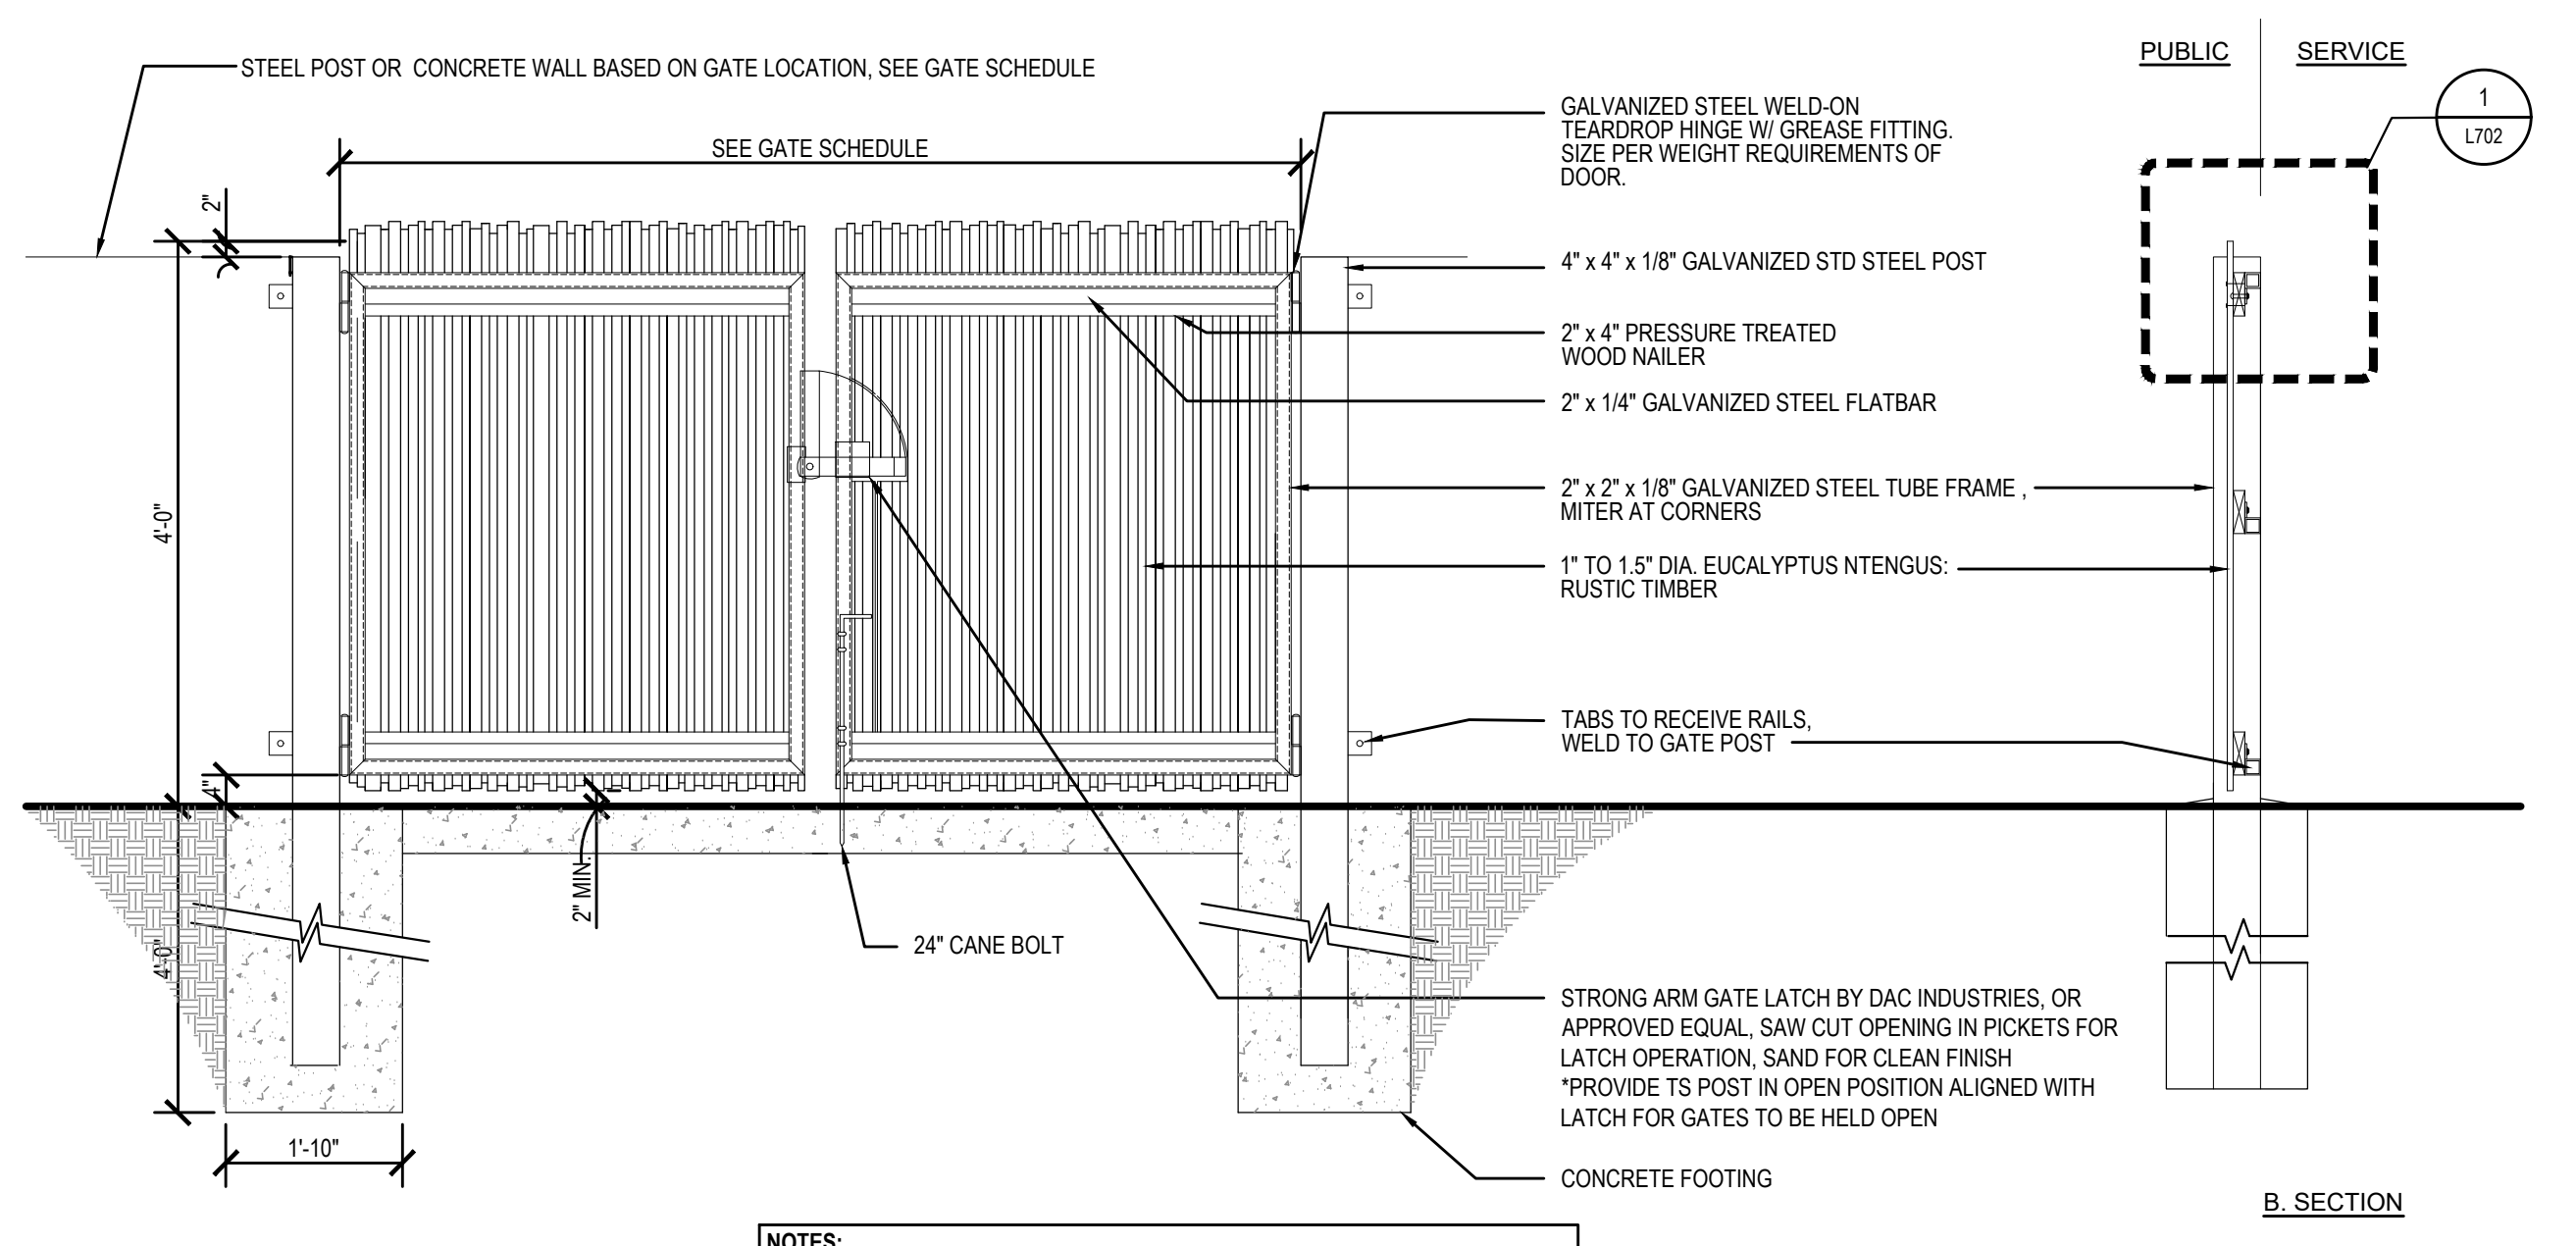 PUBLIC
SERVICE
STEEL POST OR CONCRETE WALL BASED ON GATE LOCATION, SEE GATE SCHEDULE
1
L702
SEE GATE SCHEDULE
GALVANIZED STEEL WELD-ON
TEARDROP HINGE W/ GREASE FITTING.
SIZE PER WEIGHT REQUIREMENTS OF
DOOR.
2"
4" x 4" x 1/8" GALVANIZED STD STEEL POST
2" x 4" PRESSURE TREATED
WOOD NAILER
2" x 1/4" GALVANIZED STEEL FLATBAR
4'-0"
2" x 2" x 1/8" GALVANIZED STEEL TUBE FRAME ,
MITER AT CORNERS
1" TO 1.5" DIA. EUCALYPTUS NTENGUS:
RUSTIC TIMBER
TABS TO RECEIVE RAILS,
WELD TO GATE POST
4"
2" MIN.
24" CANE BOLT
4'-0"
STRONG ARM GATE LATCH BY DAC INDUSTRIES, OR
APPROVED EQUAL, SAW CUT OPENING IN PICKETS FOR
LATCH OPERATION, SAND FOR CLEAN FINISH
*PROVIDE TS POST IN OPEN POSITION ALIGNED WITH
LATCH FOR GATES TO BE HELD OPEN
1'-10"
CONCRETE FOOTING
B. SECTION
NOTES: